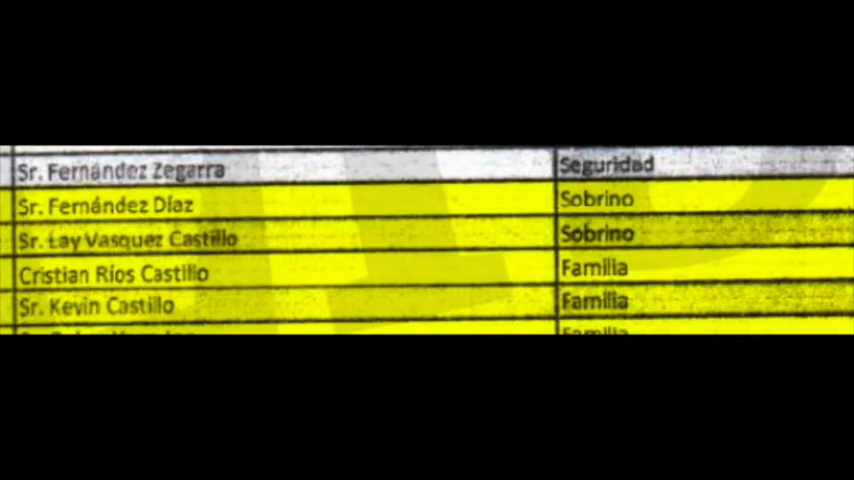 Sr. Fernández Zegarra Seguridad
Sr. Fernández Díaz Sobrino
Sr. Lay Vasquez Castillo Sobrino
Cristian Ríos Castillo Familia
Sr. Kevin Castillo Familia
Familia